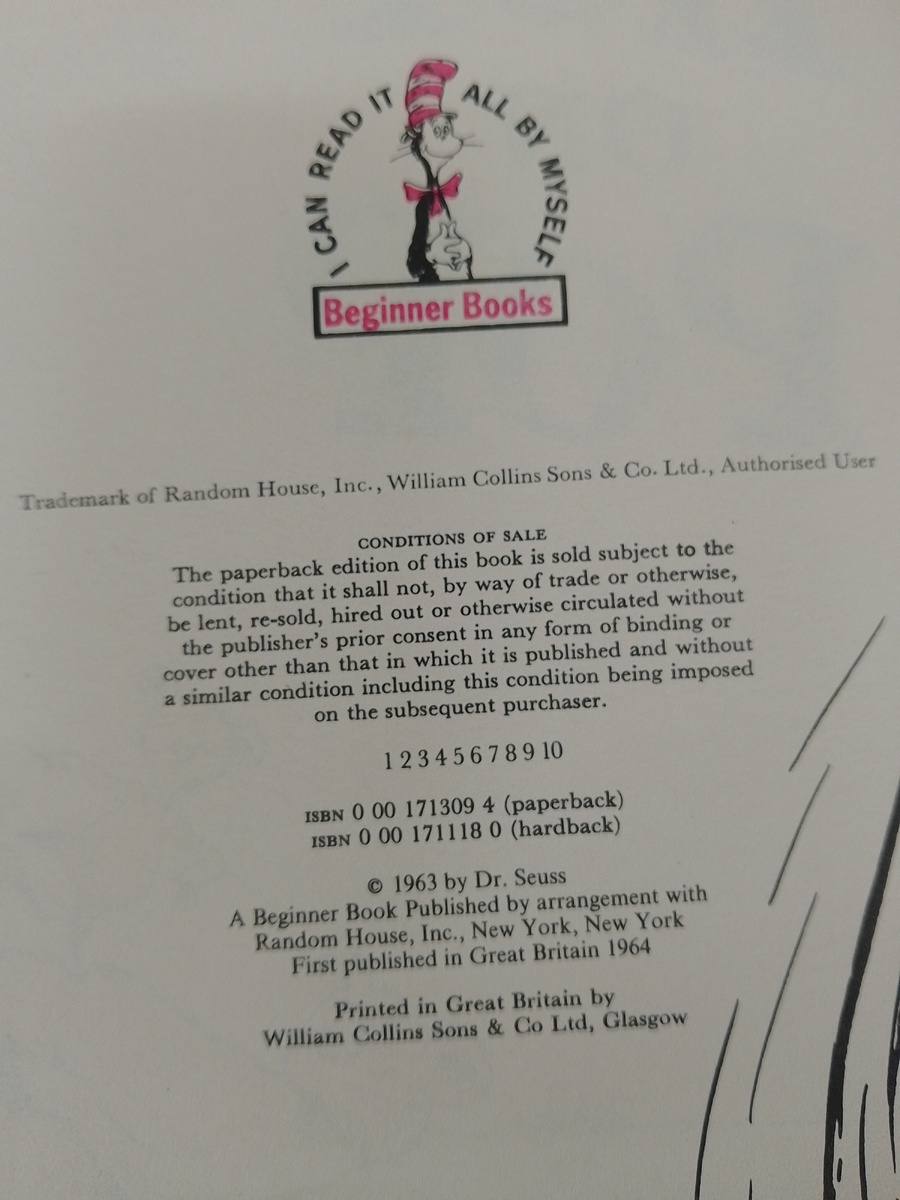 I CAN READ IT ALL BY MYSELF
Beginner Books
Trademark of Random House, Inc., William Collins Sons & Co. Ltd., Authorised User
CONDITIONS OF SALE
The paperback edition of this book is sold subject to the
condition that it shall not, by way of trade or otherwise,
be lent, re-sold, hired out or otherwise circulated without
the publisher's prior consent in any form of binding or
cover other than that in which it is published and without
a similar condition including this condition being imposed
on the subsequent purchaser.
1 2 3 4 5 6 7 8 9 10
ISBN 0 00 171309 4 (paperback)
ISBN 0 00 171118 0 (hardback)
© 1963 by Dr. Seuss
A Beginner Book Published by arrangement with
Random House, Inc., New York, New York
First published in Great Britain 1964
Printed in Great Britain by
William Collins Sons & Co Ltd, Glasgow